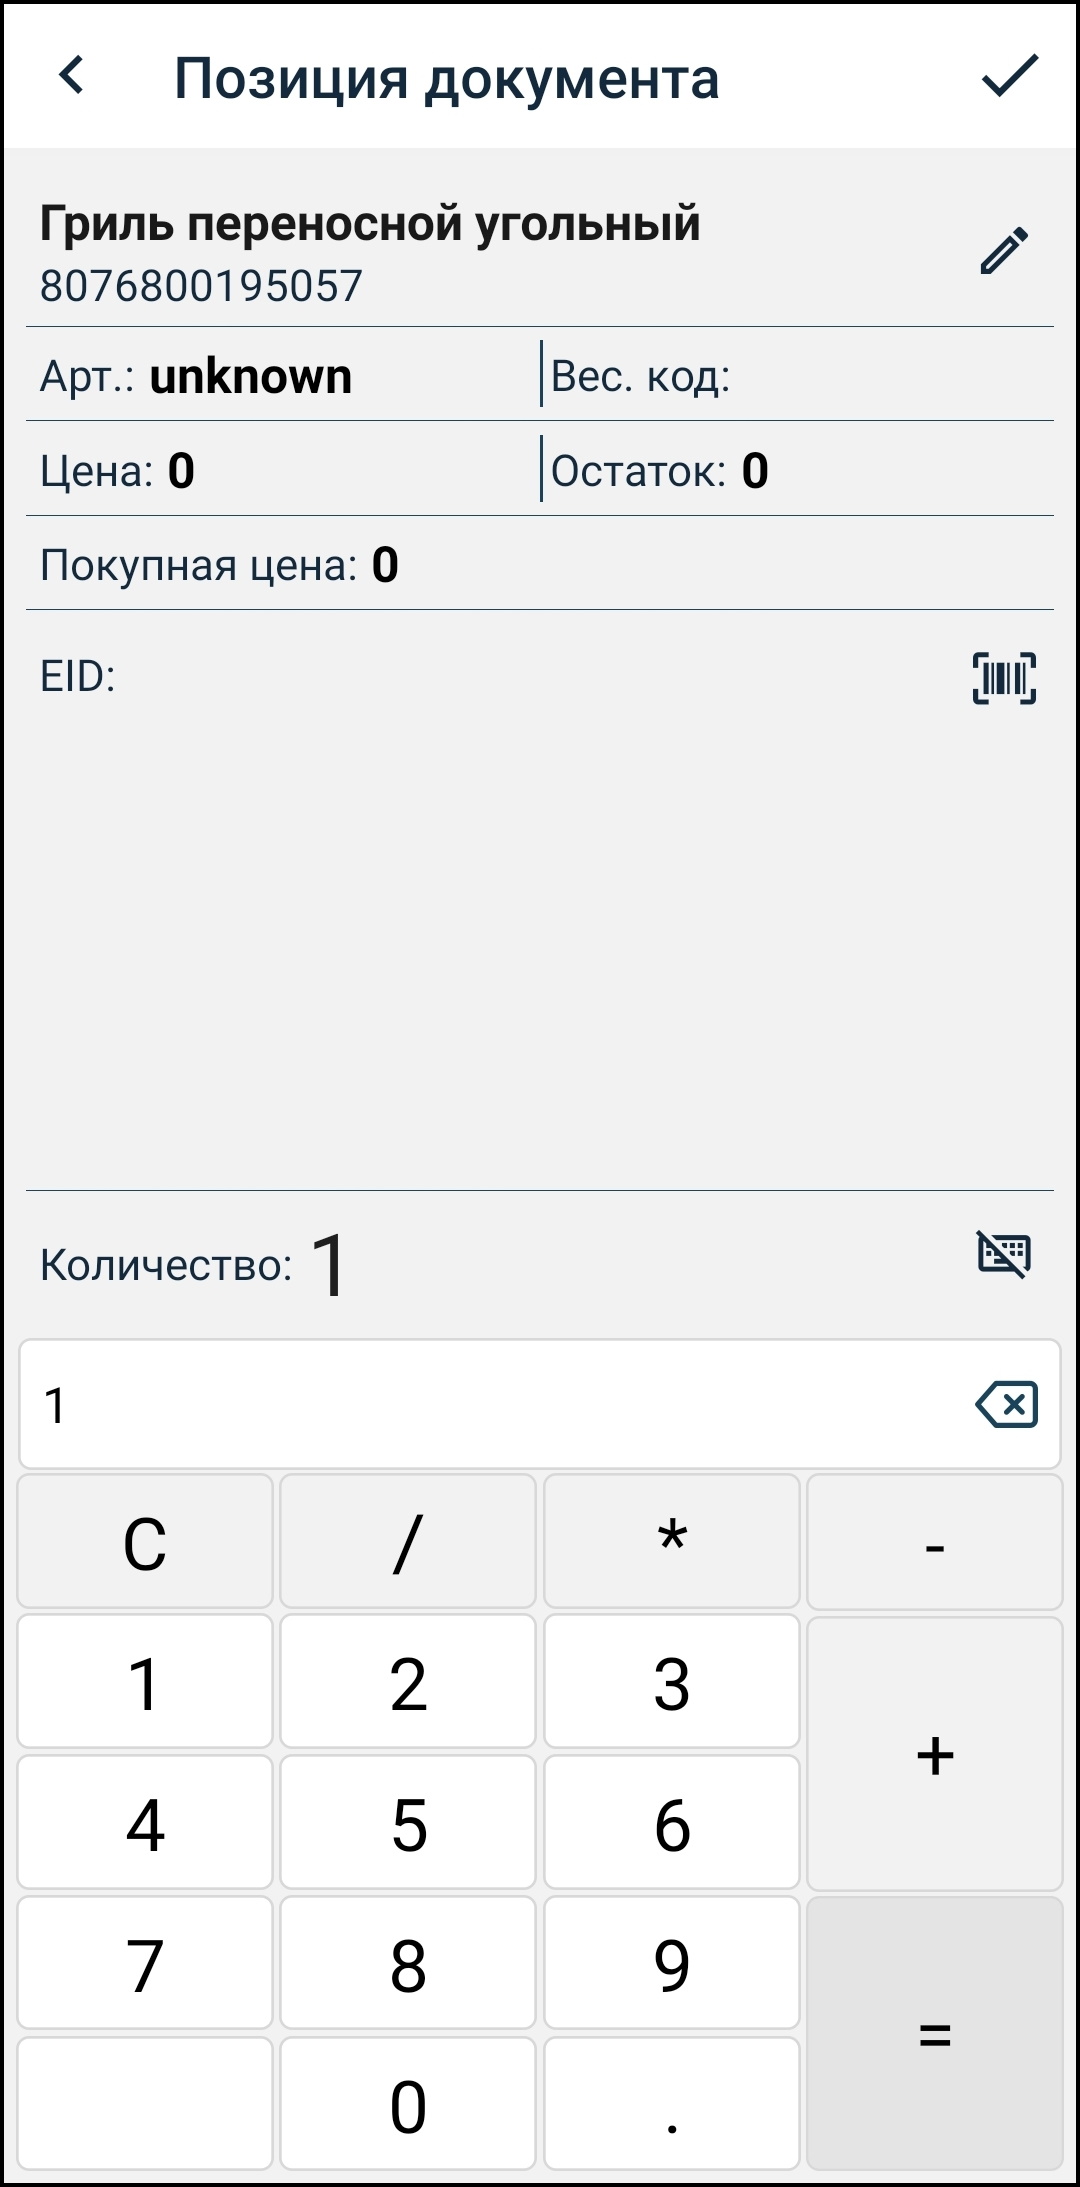 Позиция документа
Гриль переносной угольный
8076800195057
Арт.: unknown
Вес. код:
Цена: 0
Остаток: 0
Покупная цена: 0
EID:
Количество: 1
1
C / * -
1 2 3
+
4 5 6
7 8 9
=
0 .